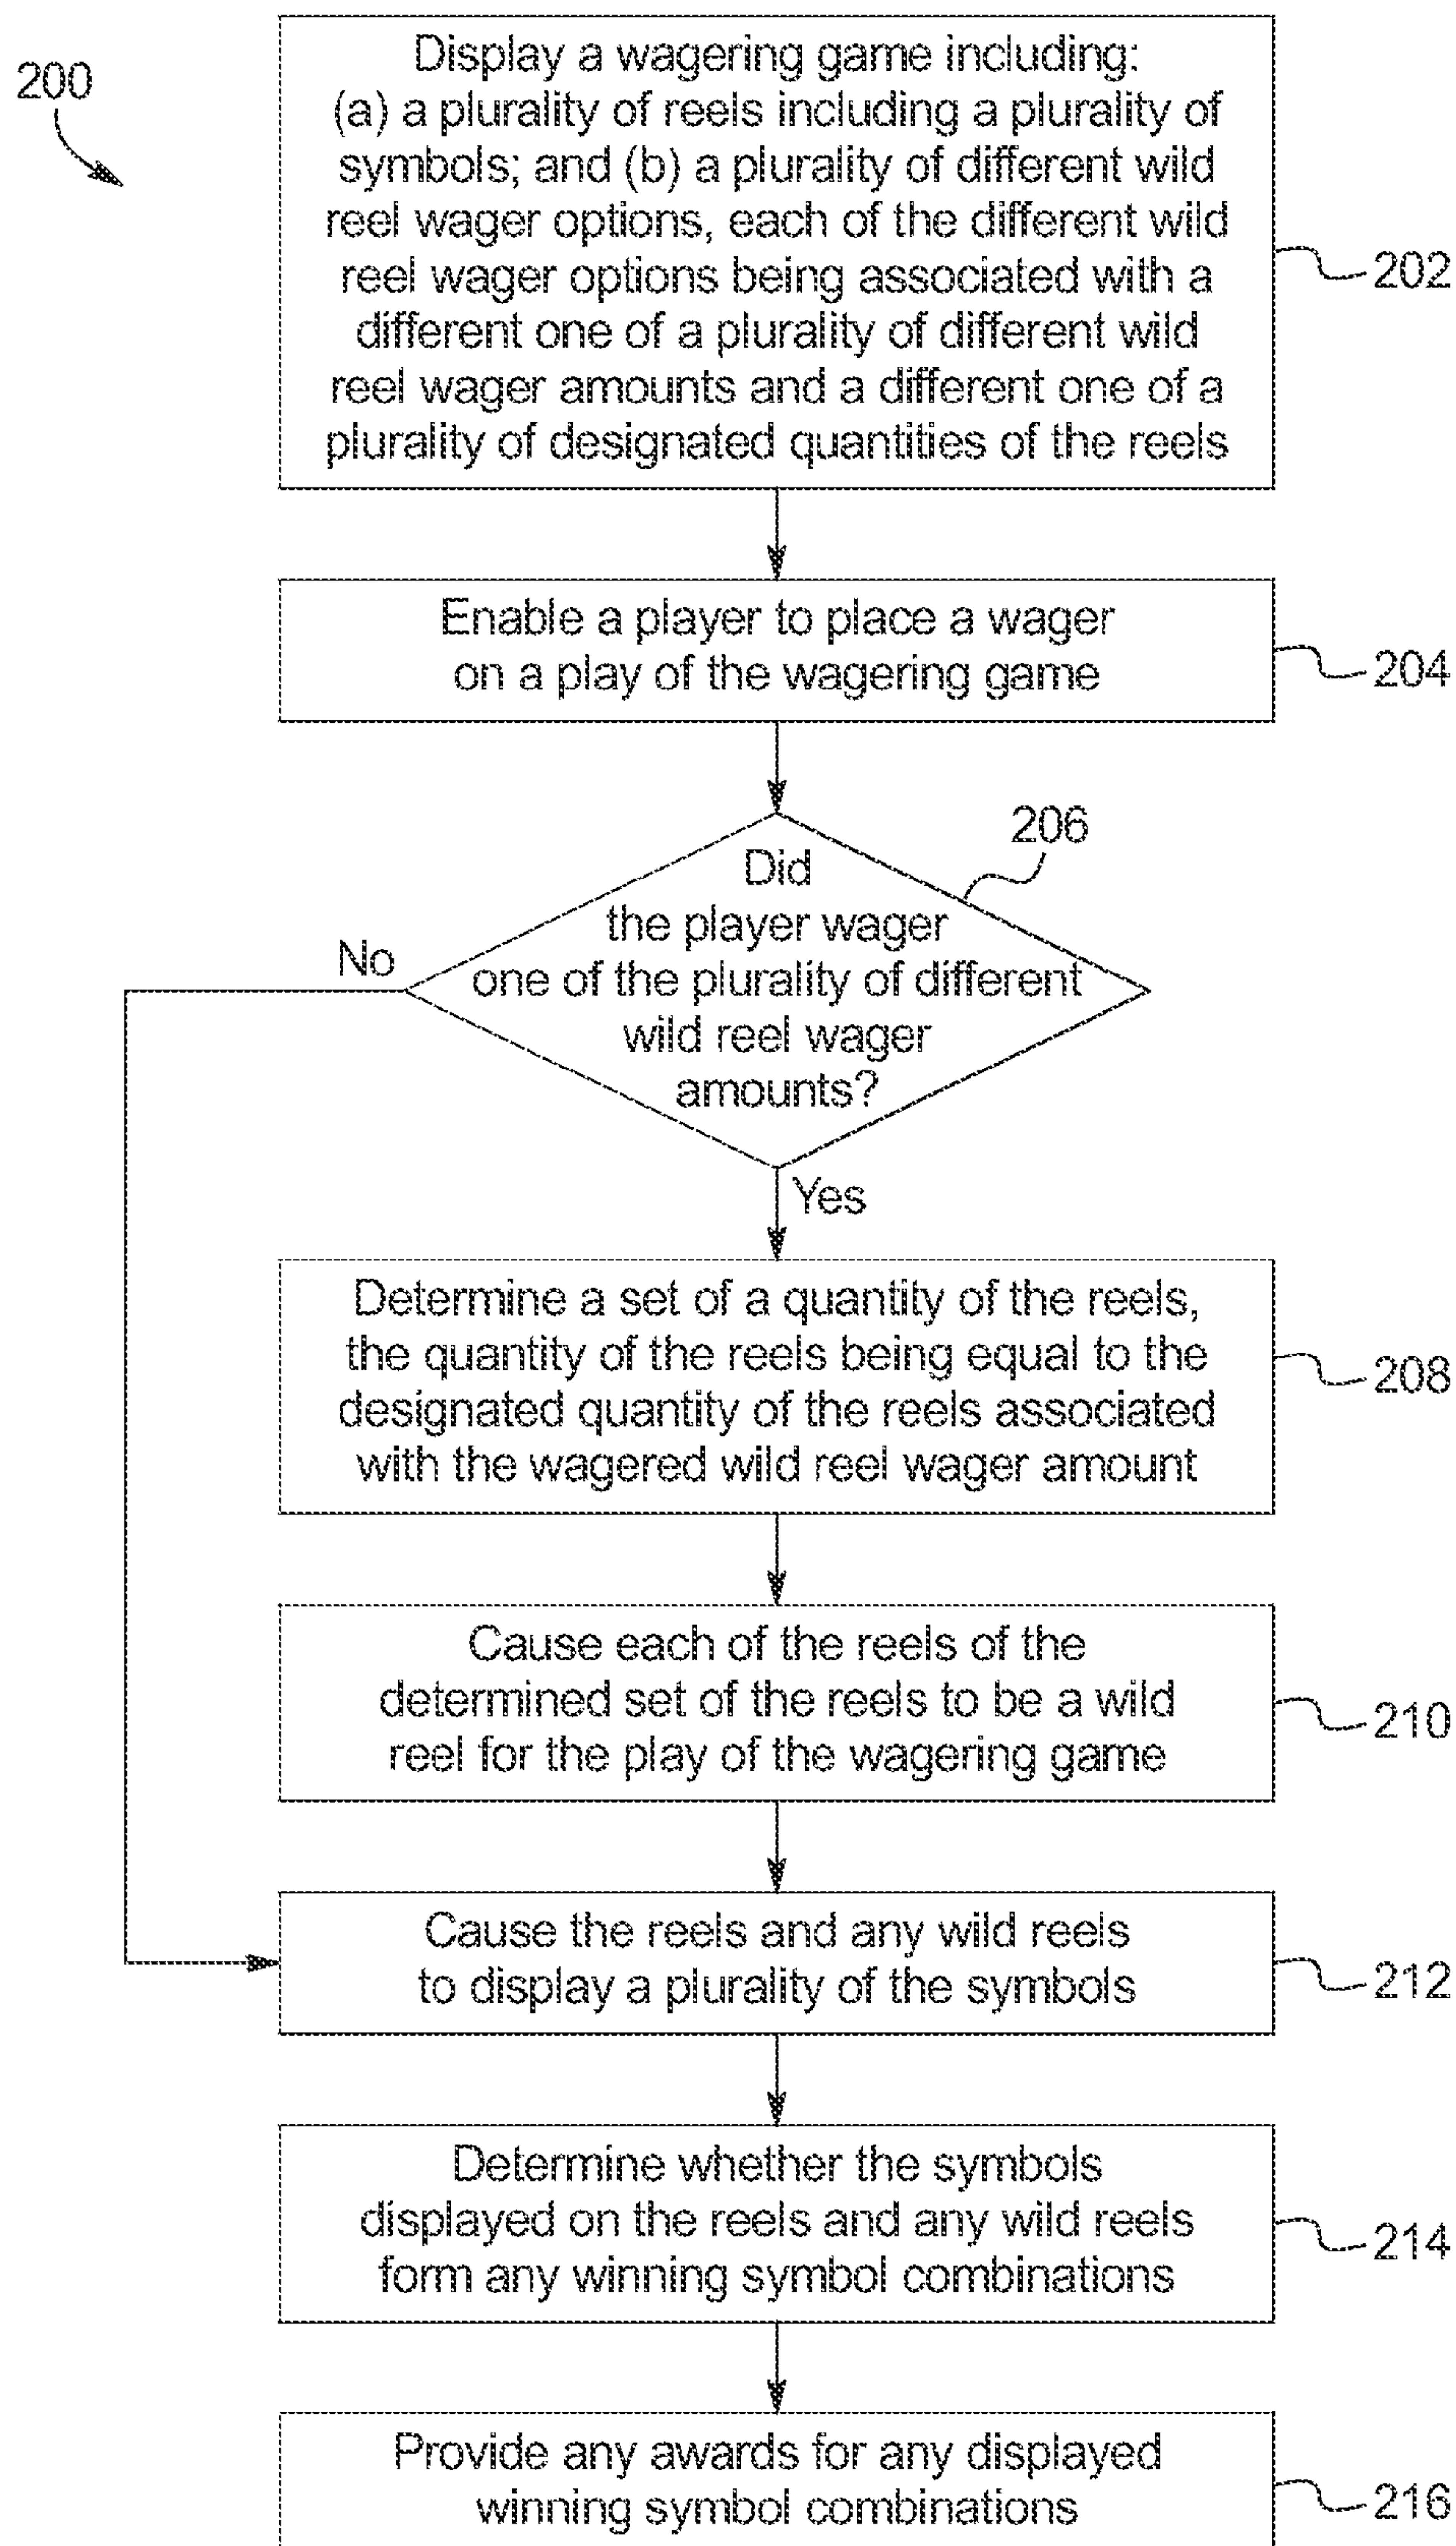 200
Display a wagering game including:
(a) a plurality of reels including a plurality of
symbols; and (b) a plurality of different wild
reel wager options, each of the different wild
reel wager options being associated with a
different one of a plurality of different wild
reel wager amounts and a different one of a
plurality of designated quantities of the reels
202
Enable a player to place a wager
on a play of the wagering game
204
206
Did
the player wager
one of the plurality of different
wild reel wager
amounts?
No
Yes
Determine a set of a quantity of the reels,
the quantity of the reels being equal to the
designated quantity of the reels associated
with the wagered wild reel wager amount
208
Cause each of the reels of the
determined set of the reels to be a wild
reel for the play of the wagering game
210
Cause the reels and any wild reels
to display a plurality of the symbols
212
Determine whether the symbols
displayed on the reels and any wild reels
form any winning symbol combinations
214
Provide any awards for any displayed
winning symbol combinations
216